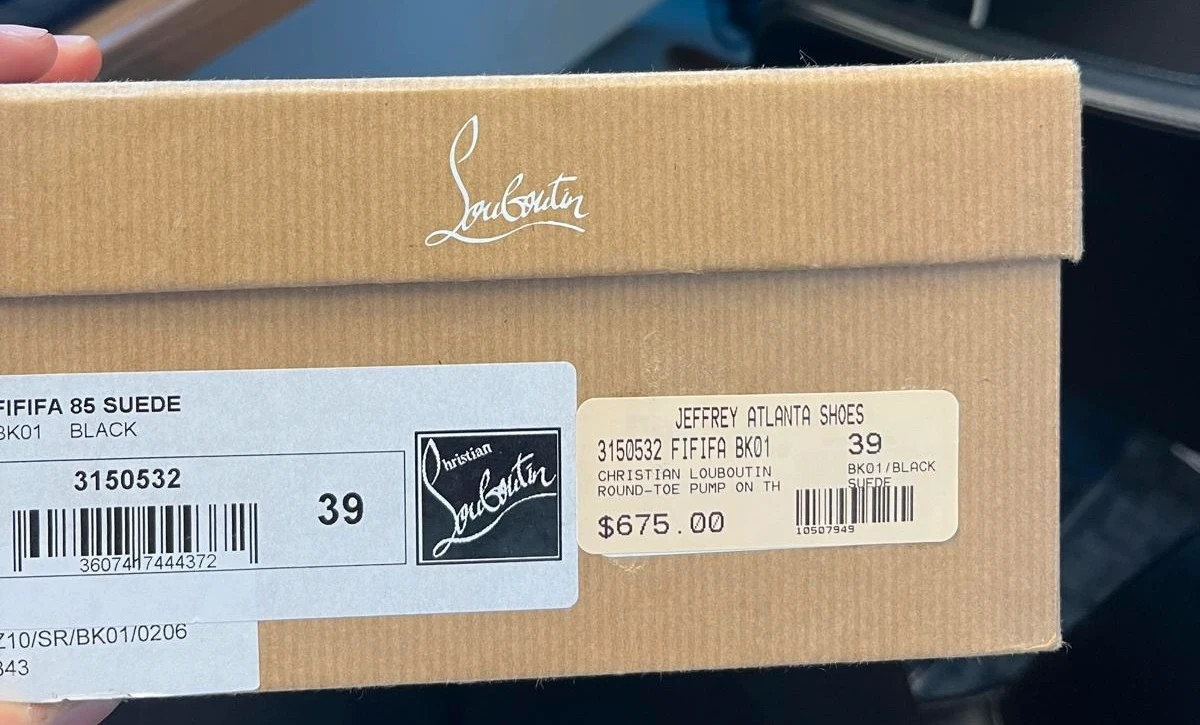 Louboutin
FIFIFA 85 SUEDE
BK01 BLACK
3150532
39
3607417444372
Christian
Louboutin
Z10/SR/BK01/0206
343
JEFFREY ATLANTA SHOES
3150532 FIFIFA BK01 39
CHRISTIAN LOUBOUTIN BK01/BLACK
ROUND-TOE PUMP ON TH SUEDE
$675.00
10507949